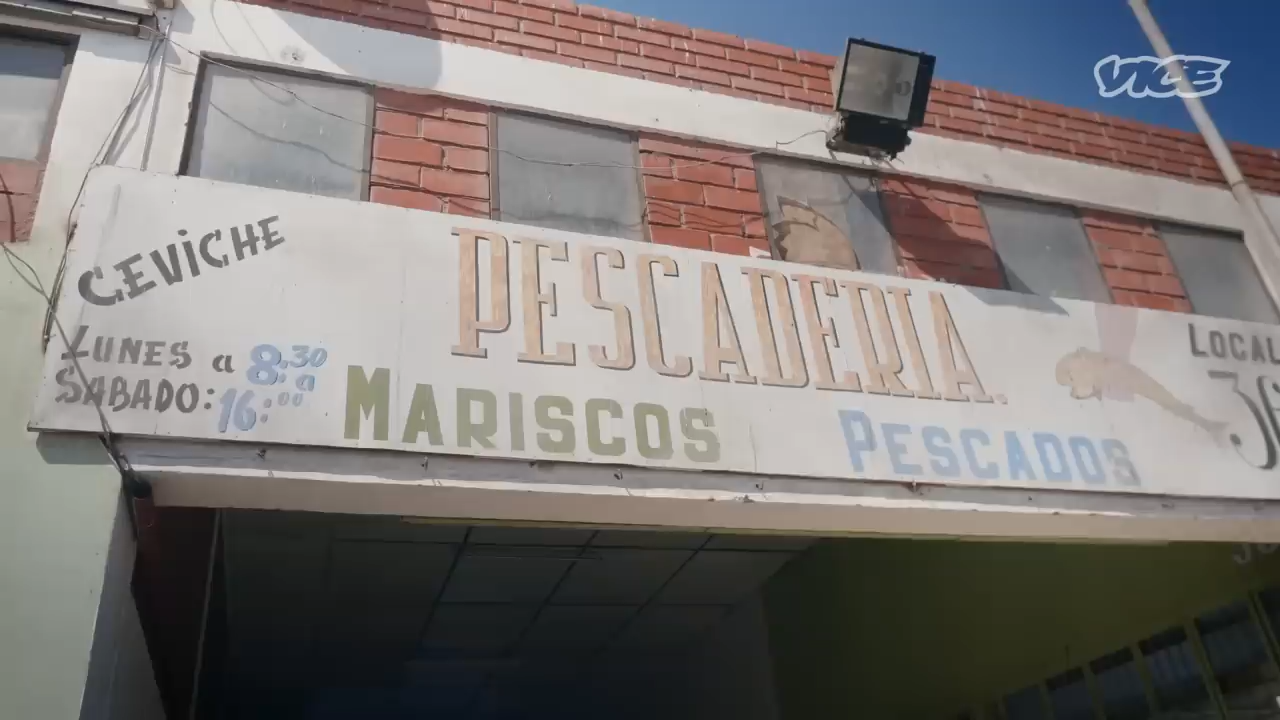 VICE
CEVICHE
PESCADERIA.
LUNES a 8:30 a
SABADO: 16:00
MARISCOS
PESCADOS
LOCAL